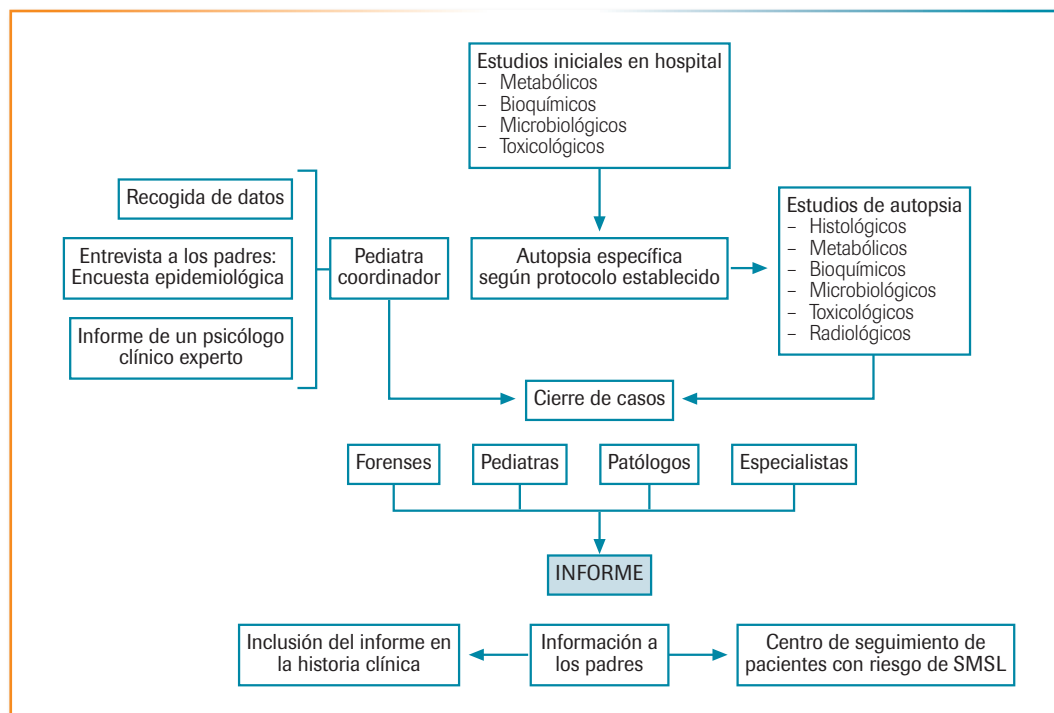 Estudios iniciales en hospital
– Metabólicos
– Bioquímicos
– Microbiológicos
– Toxicológicos
Recogida de datos
Entrevista a los padres:
Encuesta epidemiológica
Informe de un psicólogo
clínico experto
Pediatra
coordinador
Autopsia específica
según protocolo establecido
Estudios de autopsia
– Histológicos
– Metabólicos
– Bioquímicos
– Microbiológicos
– Toxicológicos
– Radiológicos
Cierre de casos
Forenses
Pediatras
Patólogos
Especialistas
INFORME
Inclusión del informe en
la historia clínica
Información a
los padres
Centro de seguimiento de
pacientes con riesgo de SMSL